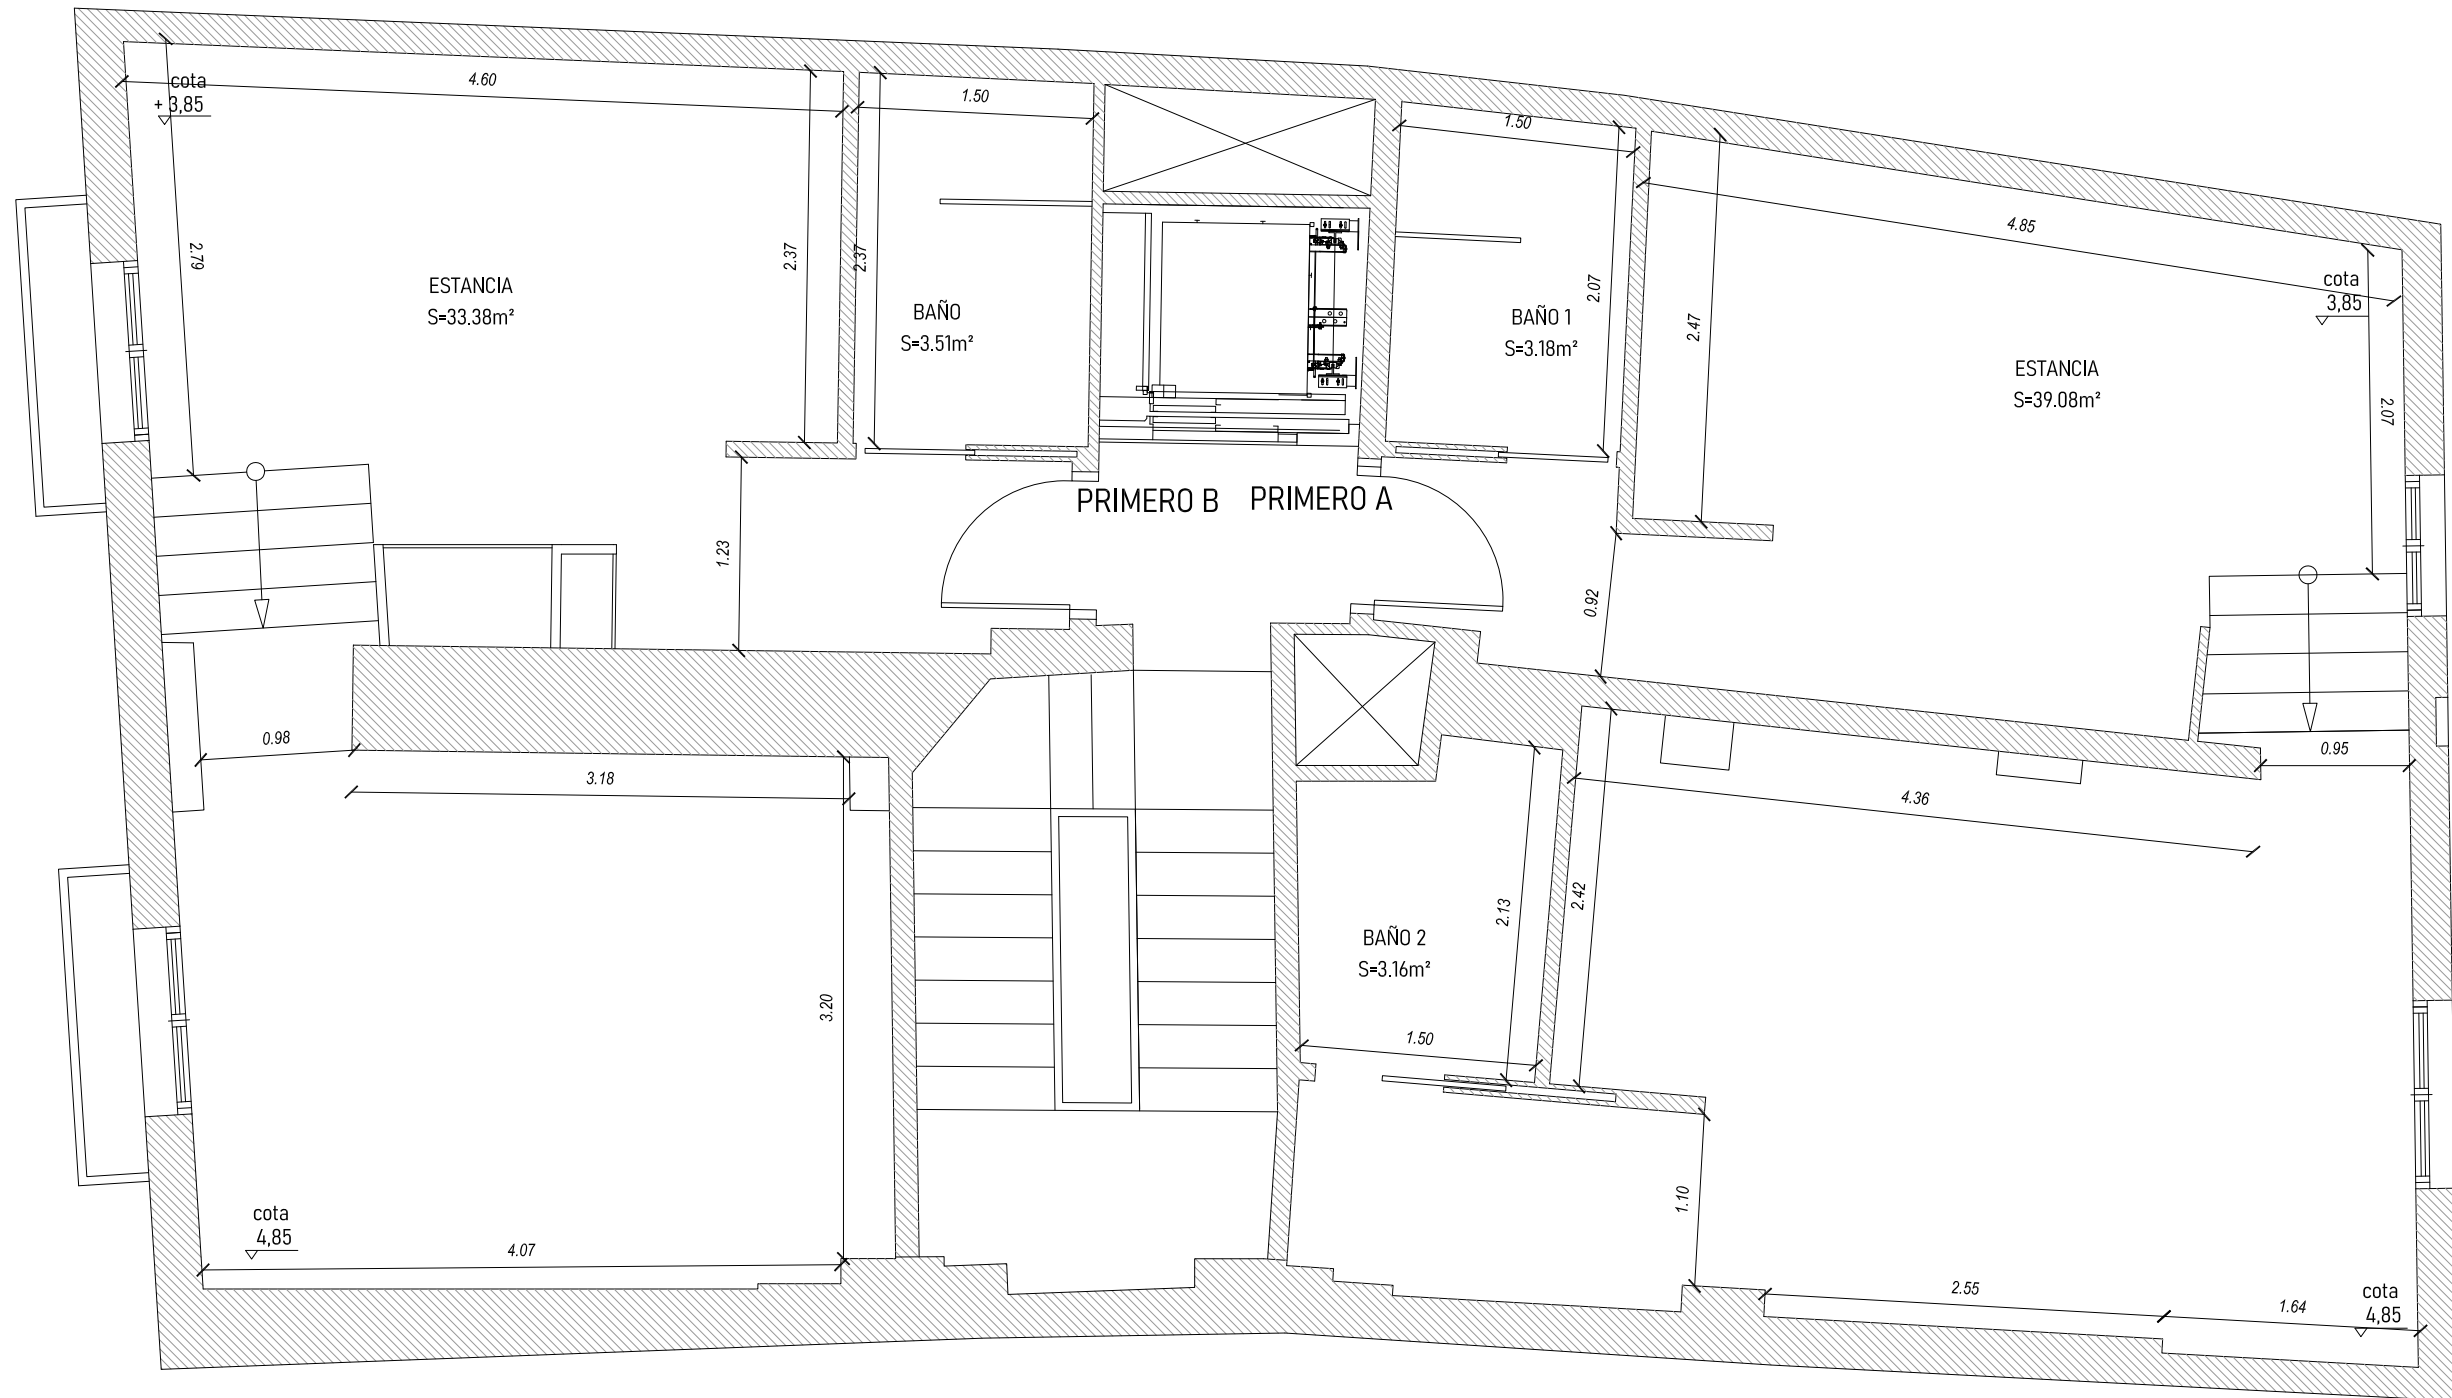 cota
+ 3,85
4.60
1.50
1.50
4.85
2.79
2.37
2.37
2.07
2.47
cota
3,85
ESTANCIA
S=33.38m²
BAÑO
S=3.51m²
BAÑO 1
S=3.18m²
ESTANCIA
S=39.08m²
2.07
PRIMERO B PRIMERO A
1.23
0.92
0.98
3.18
0.95
4.36
2.42
2.13
BAÑO 2
S=3.16m²
3.20
1.50
1.10
cota
4,85
4.07
2.55
1.64
cota
4,85